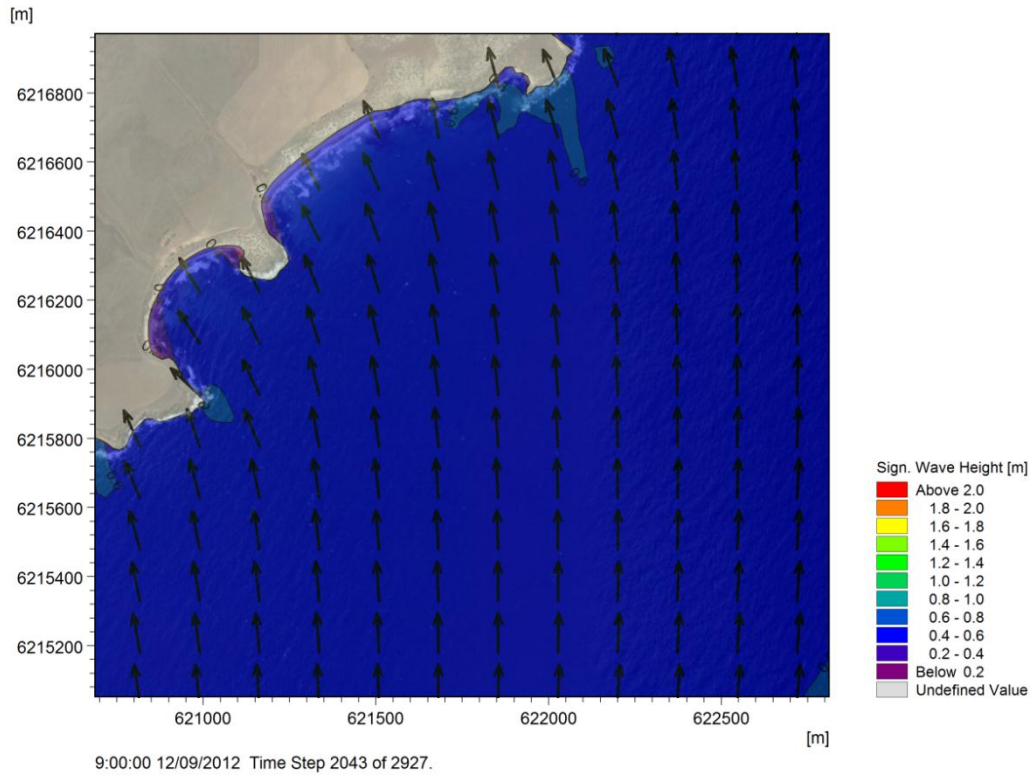 [m]
6216800
6216600
6216400
6216200
6216000
6215800
6215600
6215400
6215200
621000
621500
622000
622500
[m]
9:00:00 12/09/2012 Time Step 2043 of 2927.
Sign. Wave Height [m]
Above 2.0
1.8 - 2.0
1.6 - 1.8
1.4 - 1.6
1.2 - 1.4
1.0 - 1.2
0.8 - 1.0
0.6 - 0.8
0.4 - 0.6
0.2 - 0.4
Below 0.2
Undefined Value